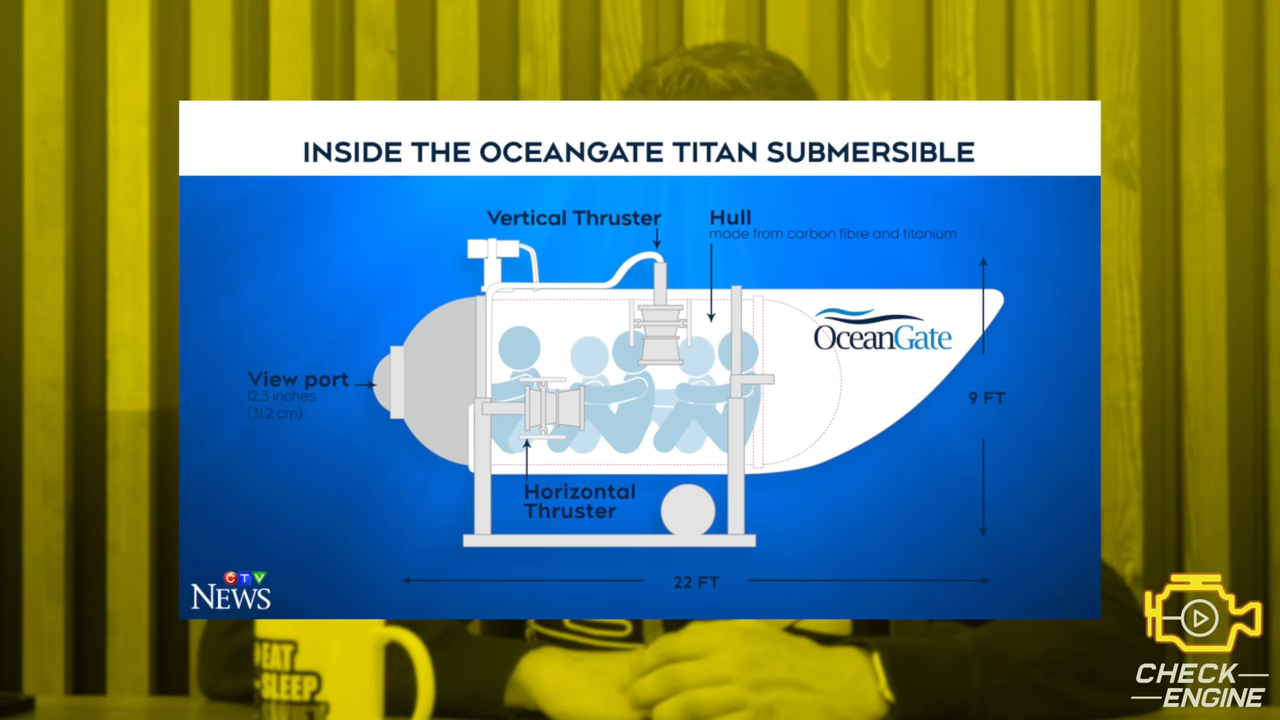 INSIDE THE OCEANGATE TITAN SUBMERSIBLE
Vertical Thruster
Hull
made from carbon fibre and titanium
OceanGate
View port
12.3 inches
(31.2 cm)
9 FT
Horizontal
Thruster
22 FT
CTV
NEWS
EAT
SLEEP
CHECK
ENGINE